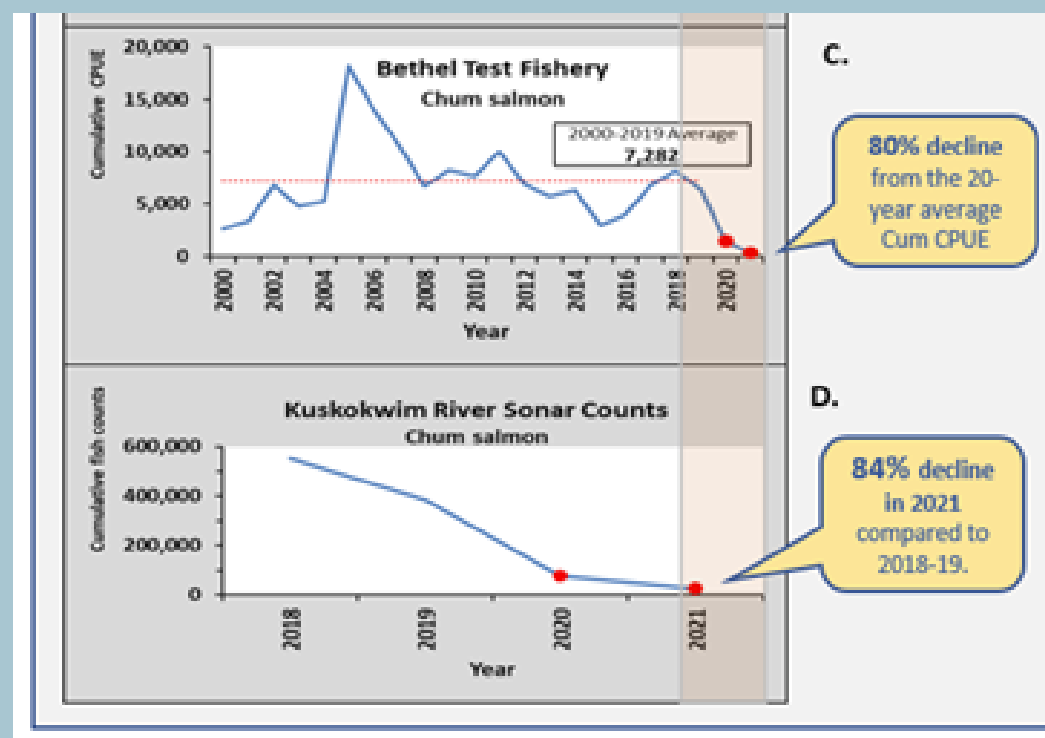 C.
Cumulative CPUE
20,000
15,000
10,000
5,000
0
Bethel Test Fishery
Chum salmon
2000-2019 Average
7,282
2000
2002
2004
2006
2008
2010
2012
2014
2016
2018
2020
Year
80% decline
from the 20-
year average
Cum CPUE
D.
Cumulative fish counts
Kuskokwim River Sonar Counts
Chum salmon
600,000
400,000
200,000
0
2018
2019
2020
2021
Year
84% decline
in 2021
compared to
2018-19.